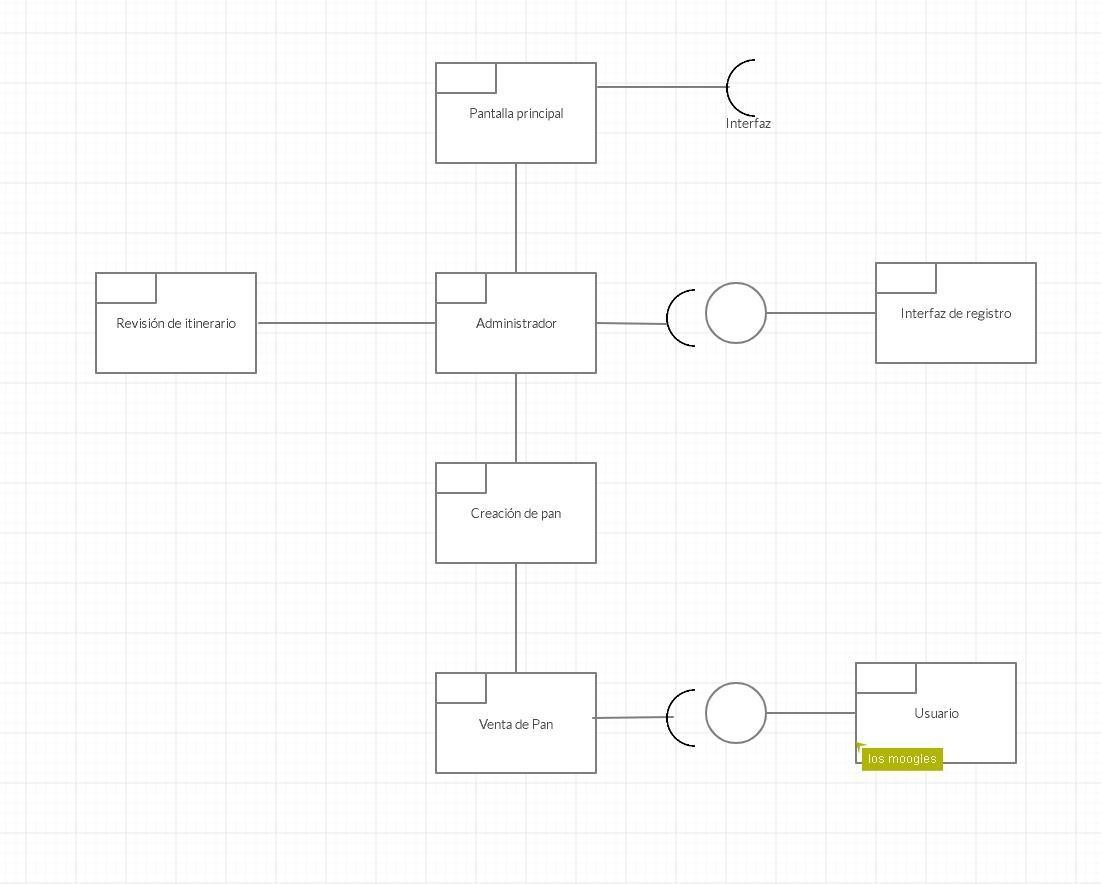 Pantalla principal
Interfaz
Revisión de itinerario
Administrador
Interfaz de registro
Creación de pan
Venta de Pan
Usuario
los moogles